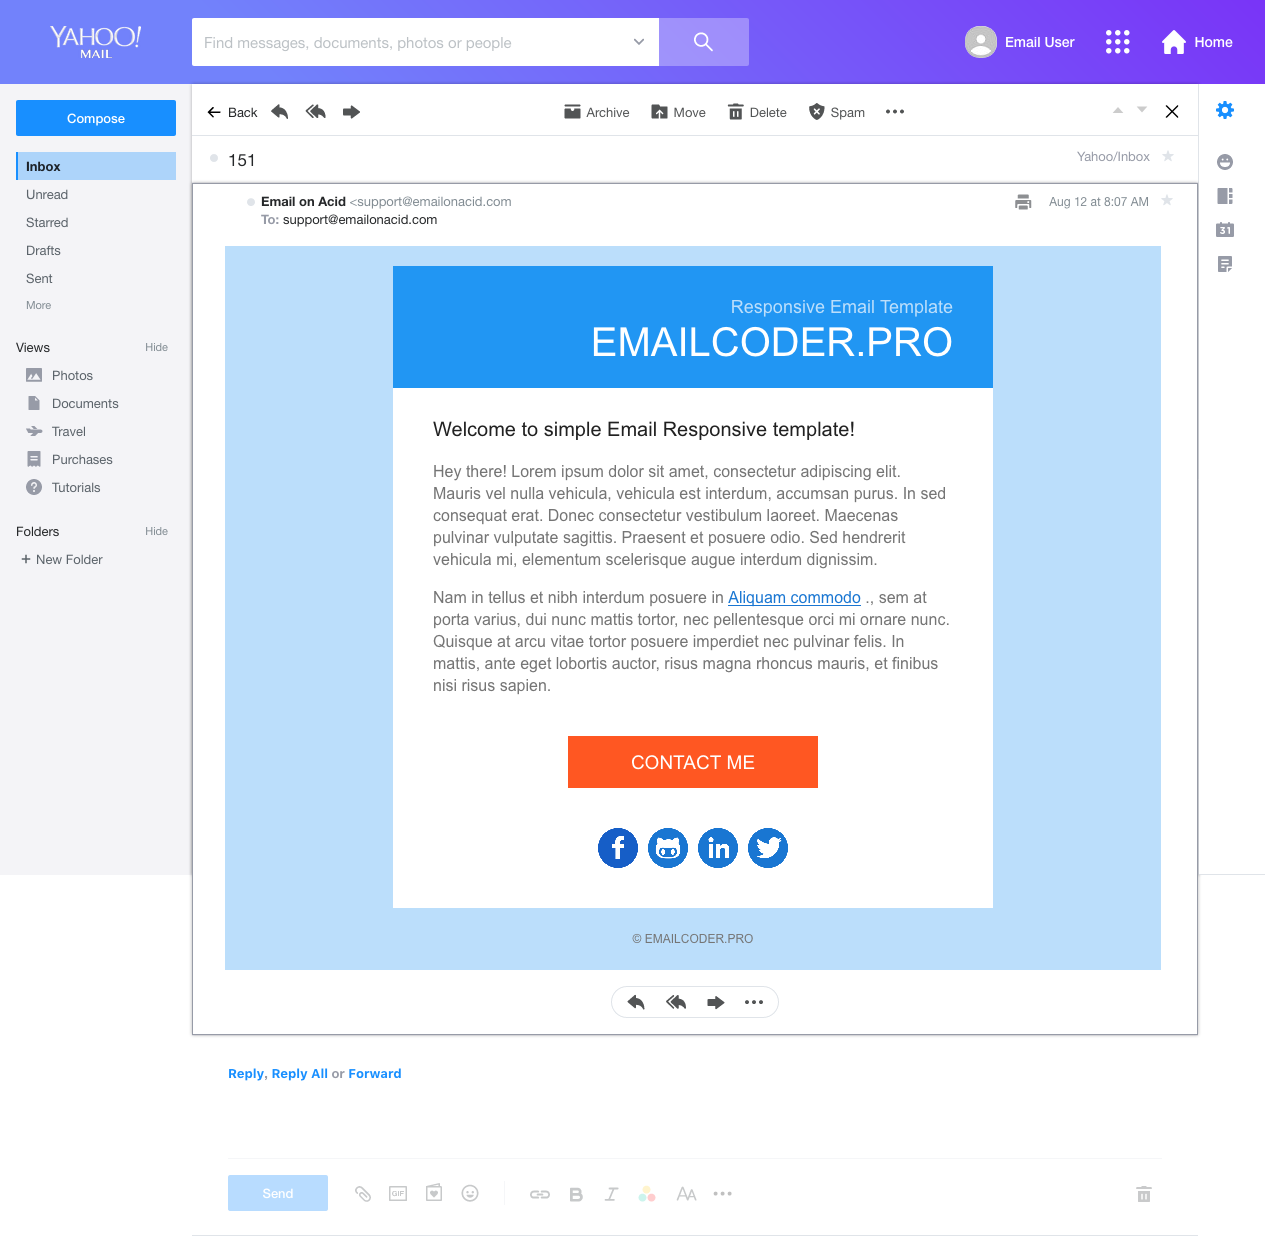 YAHOO!
MAIL
Find messages, documents, photos or people
Email User
Home
Compose
Back
Archive
Move
Delete
Spam
Inbox
Unread
Starred
Drafts
Sent
More
Views
Hide
Photos
Documents
Travel
Purchases
Tutorials
Folders
Hide
+ New Folder
151
Yahoo/Inbox
Email on Acid <support@emailonacid.com
Aug 12 at 8:07 AM
To: support@emailonacid.com
31
Responsive Email Template
EMAILCODER.PRO
Welcome to simple Email Responsive template!
Hey there! Lorem ipsum dolor sit amet, consectetur adipiscing elit.
Mauris vel nulla vehicula, vehicula est interdum, accumsan purus. In sed
consequat erat. Donec consectetur vestibulum laoreet. Maecenas
pulvinar vulputate sagittis. Praesent et posuere odio. Sed hendrerit
vehicula mi, elementum scelerisque augue interdum dignissim.
Nam in tellus et nibh interdum posuere in Aliquam commodo ., sem at
porta varius, dui nunc mattis tortor, nec pellentesque orci mi ornare nunc.
Quisque at arcu vitae tortor posuere imperdiet nec pulvinar felis. In
mattis, ante eget lobortis auctor, risus magna rhoncus mauris, et finibus
nisi risus sapien.
CONTACT ME
f
in
© EMAILCODER.PRO
Reply, Reply All or Forward
Send
GIF
B
I
AA